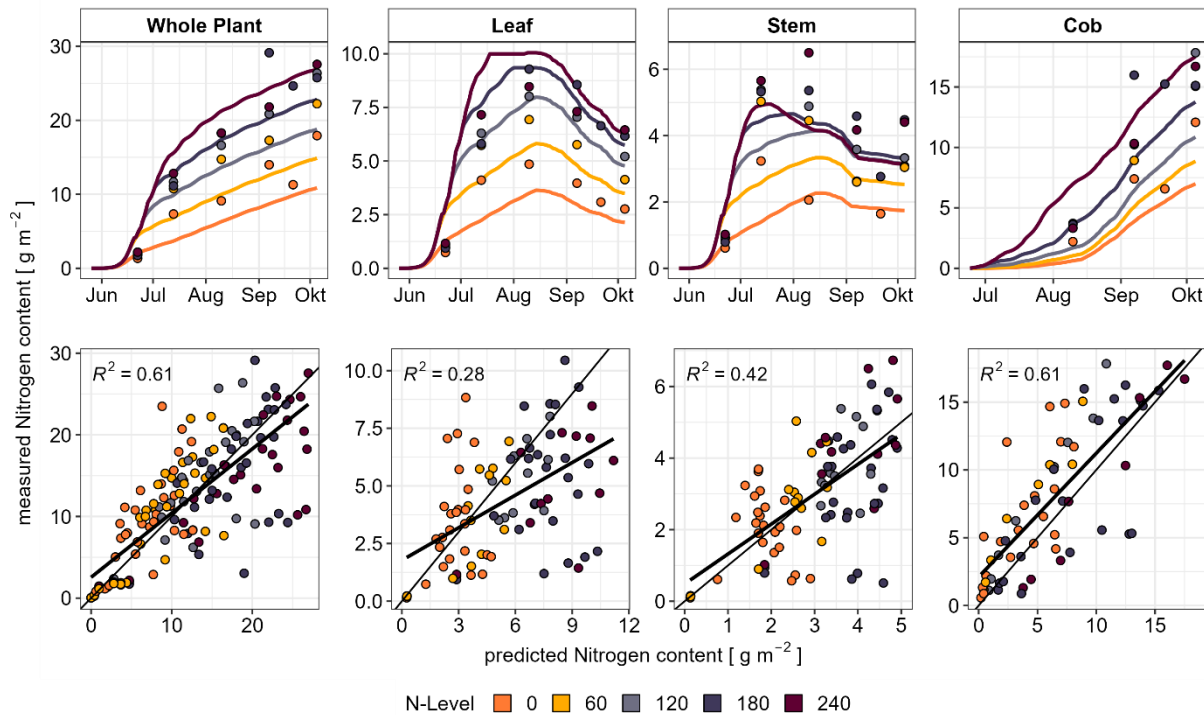 Whole Plant Leaf Stem Cob
30 20 10 0
10.0 7.5 5.0 2.5 0.0
6 4 2 0
15 10 5 0
Jun Jul Aug Sep Okt Jun Jul Aug Sep Okt Jun Jul Aug Sep Okt Jul Aug Sep Okt
measured Nitrogen content [ g m⁻² ]
R² = 0.61 R² = 0.28 R² = 0.42 R² = 0.61
30 20 10 0
10.0 7.5 5.0 2.5 0.0
6 4 2 0
15 10 5 0
0 10 20 0 3 6 9 12 0 1 2 3 4 5 0 5 10 15
predicted Nitrogen content [ g m⁻² ]
N-Level 0 60 120 180 240